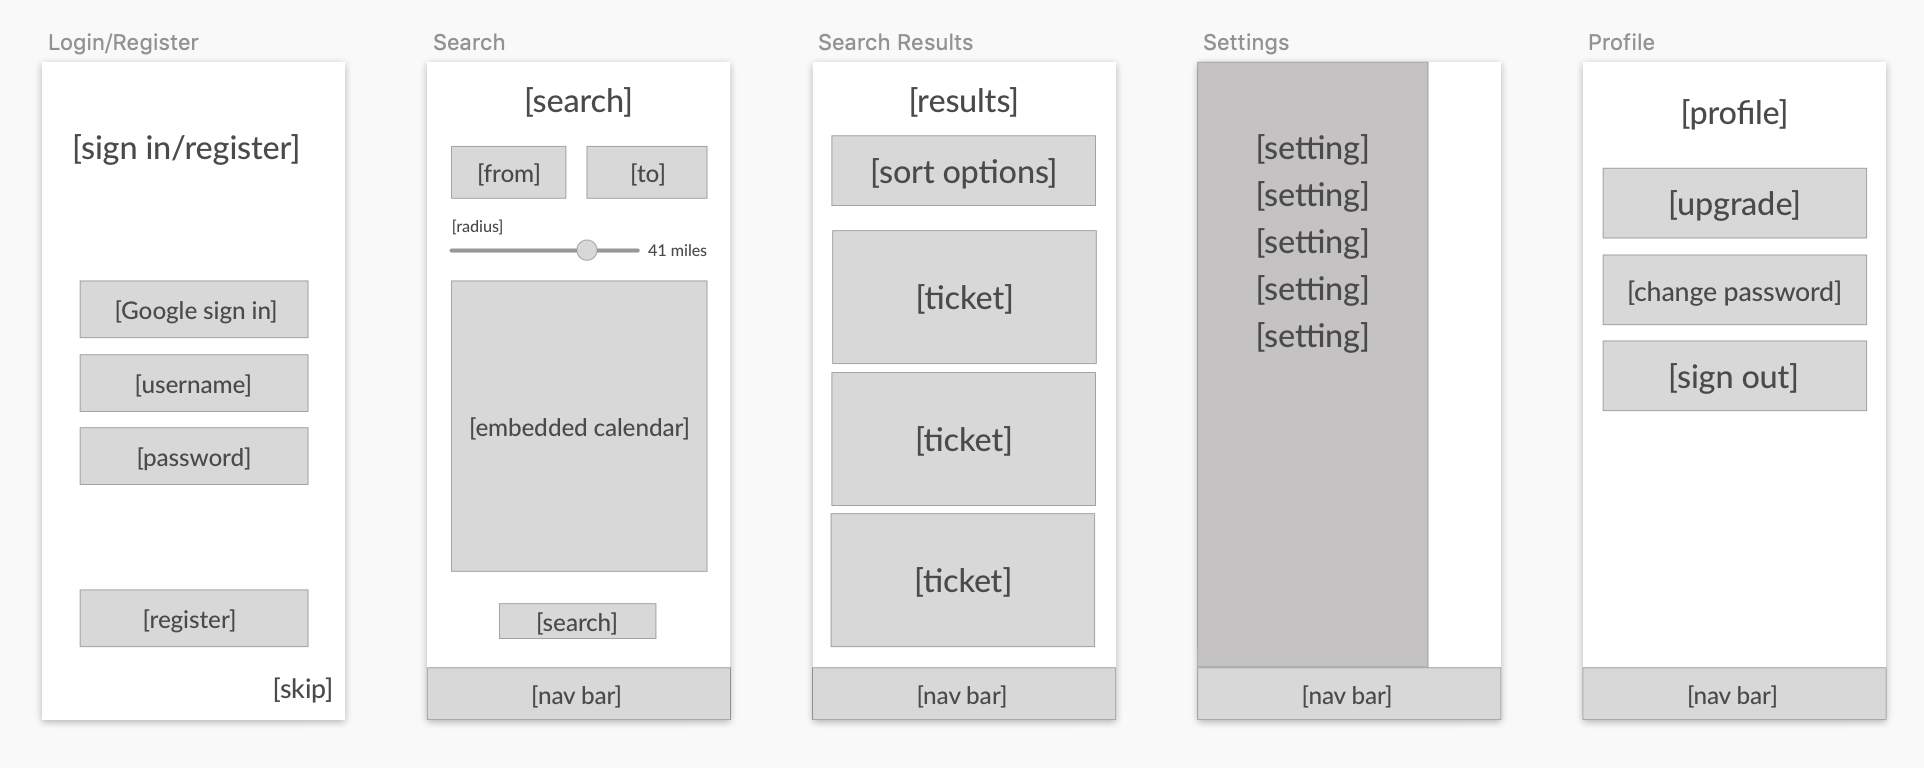 Login/Register
[sign in/register]
[Google sign in]
[username]
[password]
[register]
[skip]
Search
[search]
[from]
[to]
[radius]
41 miles
[embedded calendar]
[search]
[nav bar]
Search Results
[results]
[sort options]
[ticket]
[ticket]
[ticket]
[nav bar]
Settings
[setting]
[setting]
[setting]
[setting]
[setting]
[nav bar]
Profile
[profile]
[upgrade]
[change password]
[sign out]
[nav bar]